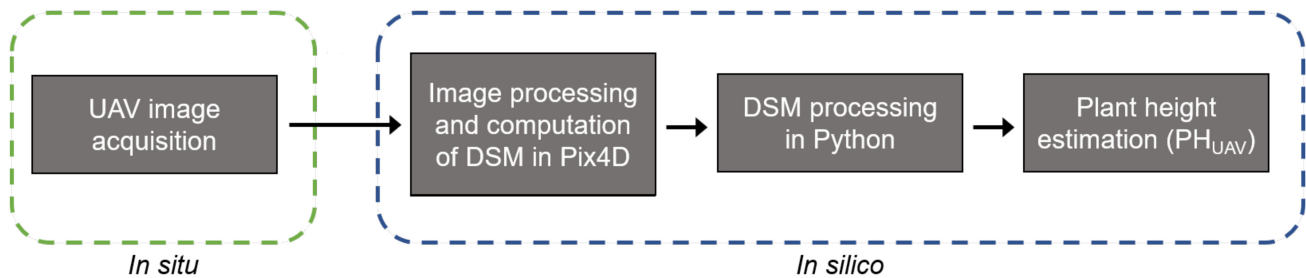 UAV image
acquisition
Image processing
and computation
of DSM in Pix4D
DSM processing
in Python
Plant height
estimation (PHUAV)
In situ
In silico